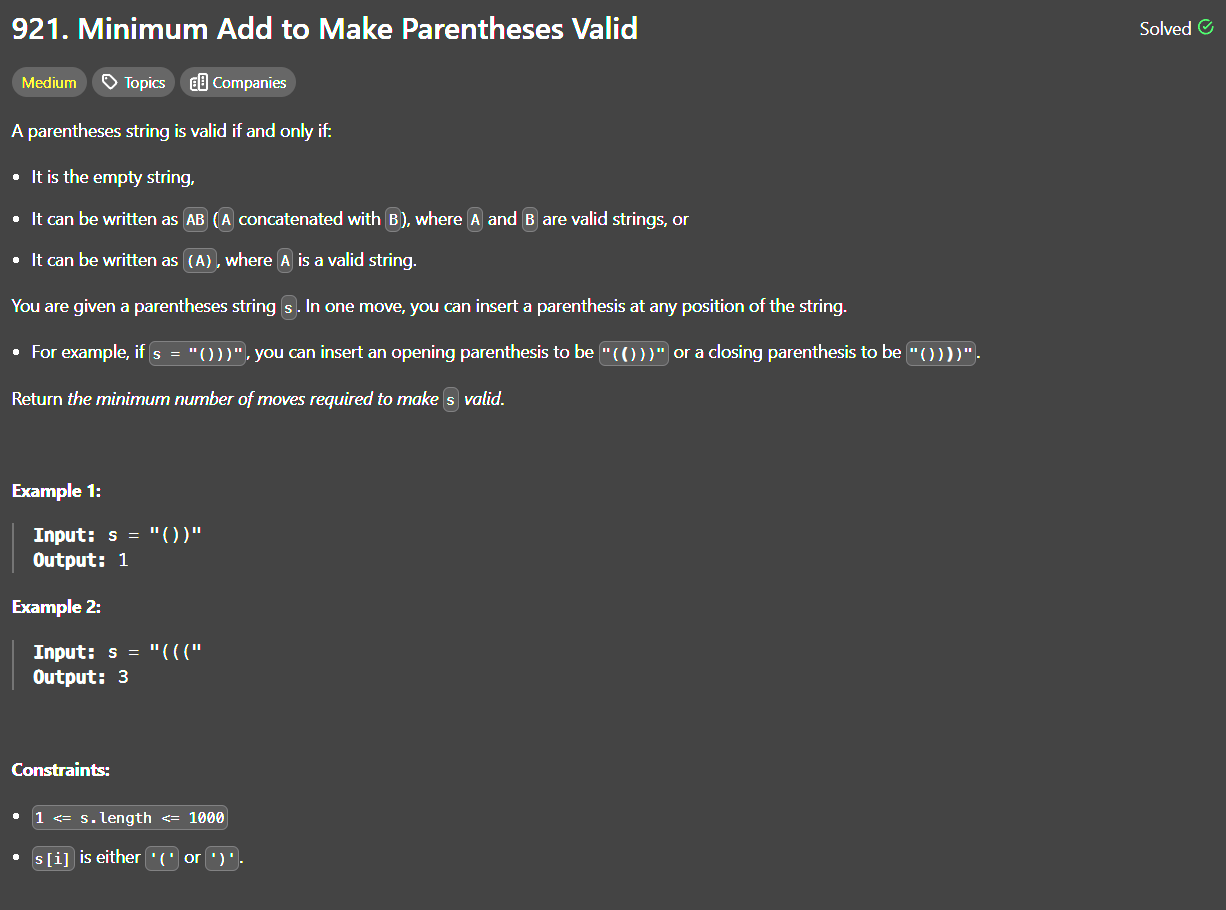 921. Minimum Add to Make Parentheses Valid
Solved
Medium Topics Companies
A parentheses string is valid if and only if:
• It is the empty string,
• It can be written as AB (A concatenated with B), where A and B are valid strings, or
• It can be written as (A), where A is a valid string.
You are given a parentheses string s. In one move, you can insert a parenthesis at any position of the string.
• For example, if s = "()))", you can insert an opening parenthesis to be "(()))" or a closing parenthesis to be "())))".
Return the minimum number of moves required to make s valid.
Example 1:
Input: s = "())"
Output: 1
Example 2:
Input: s = "((("
Output: 3
Constraints:
• 1 <= s.length <= 1000
• s[i] is either '(' or ')'.